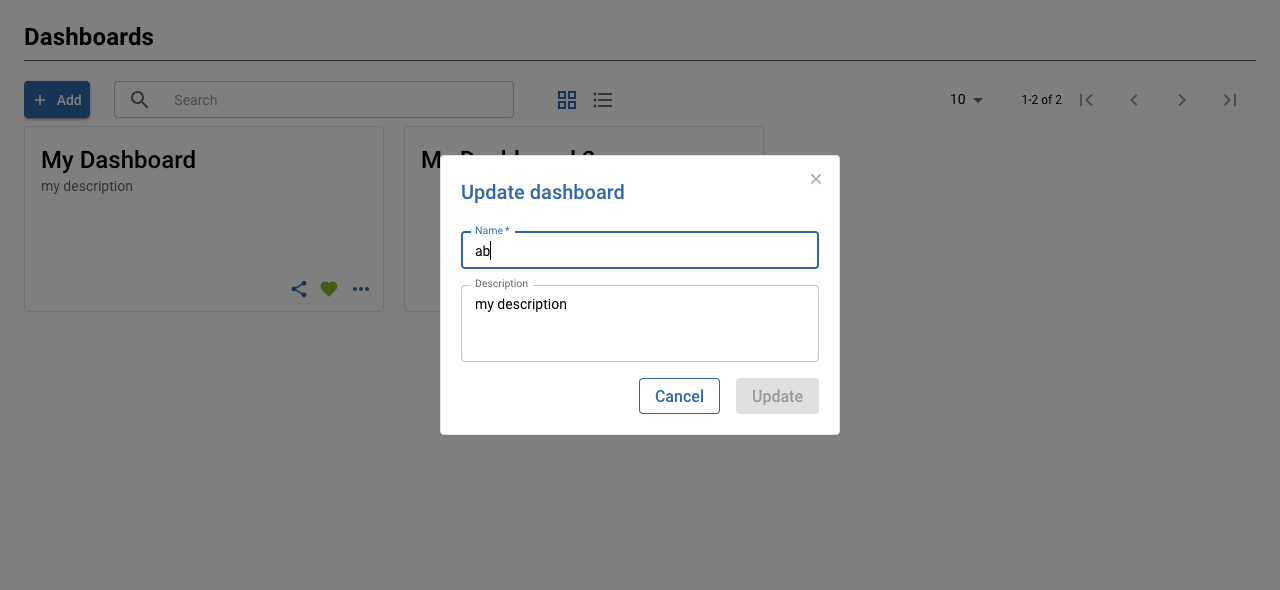 Dashboards
Add
Search
10
1-2 of 2
My Dashboard
my description
Update dashboard
Name *
ab
Description
my description
Cancel
Update